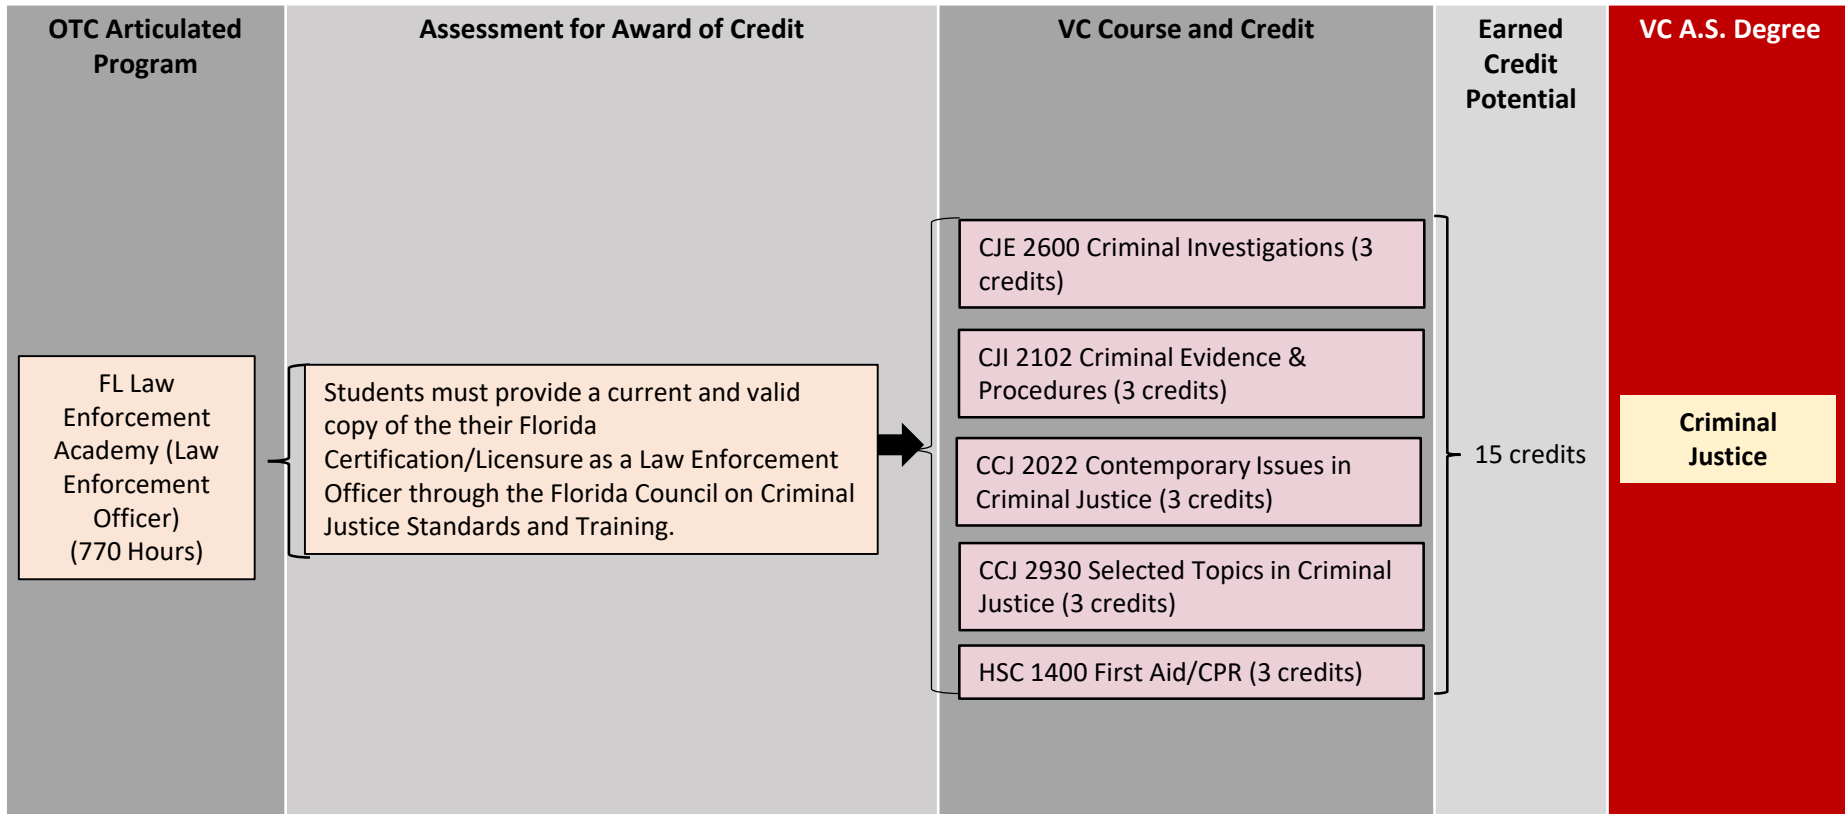 OTC Articulated
Program
Assessment for Award of Credit
VC Course and Credit
Earned
Credit
Potential
VC A.S. Degree
FL Law
Enforcement
Academy (Law
Enforcement
Officer)
(770 Hours)
Students must provide a current and valid
copy of the their Florida
Certification/Licensure as a Law Enforcement
Officer through the Florida Council on Criminal
Justice Standards and Training.
CJE 2600 Criminal Investigations (3
credits)
CJI 2102 Criminal Evidence &
Procedures (3 credits)
CCJ 2022 Contemporary Issues in
Criminal Justice (3 credits)
CCJ 2930 Selected Topics in Criminal
Justice (3 credits)
HSC 1400 First Aid/CPR (3 credits)
15 credits
Criminal
Justice